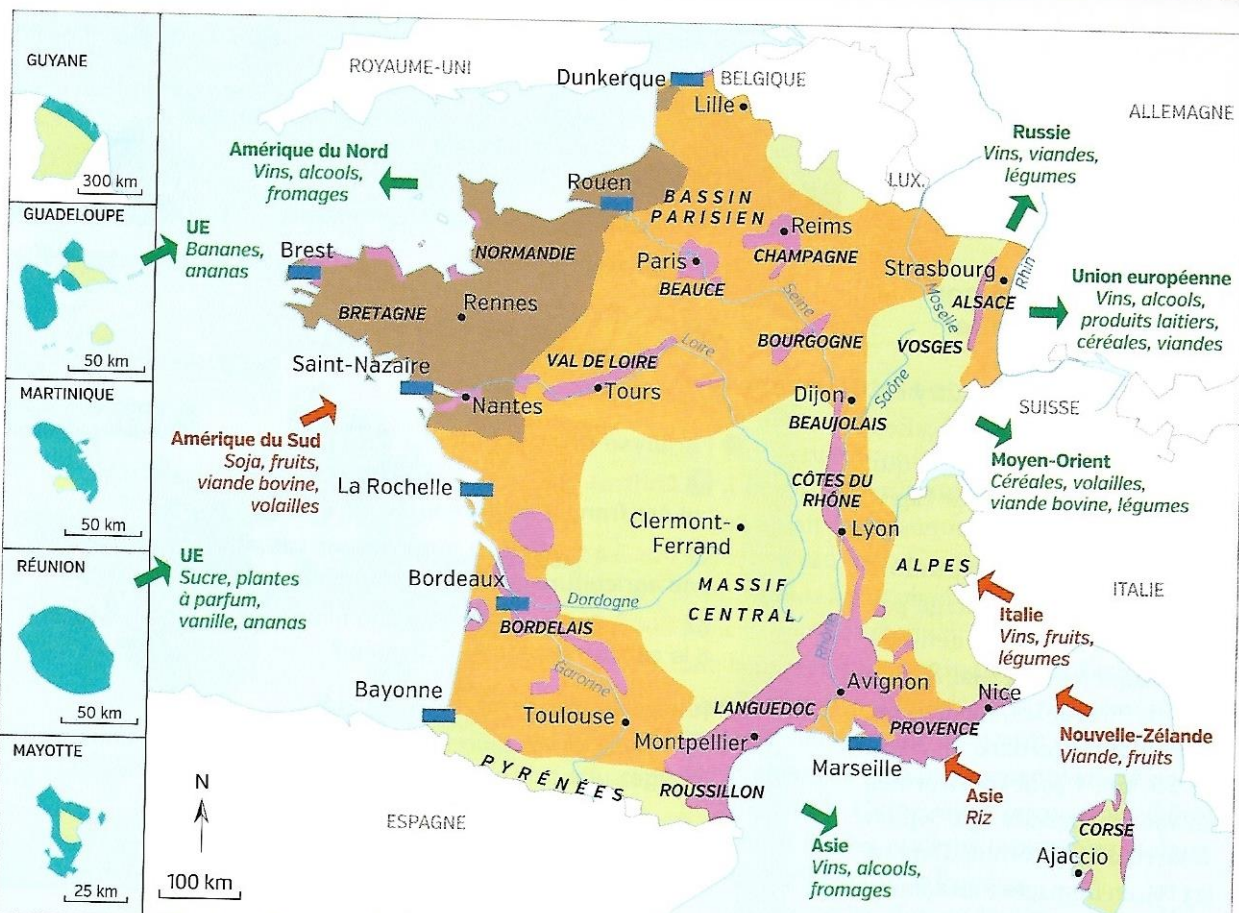 GUYANE
300 km
GUADELOUPE
50 km
MARTINIQUE
50 km
RÉUNION
50 km
MAYOTTE
25 km
UE
Bananes,
ananas
UE
Sucre, plantes
à parfum,
vanille, ananas
ROYAUME-UNI
BELGIQUE
ALLEMAGNE
LUX.
SUISSE
ITALIE
ESPAGNE
Amérique du Nord
Vins, alcools,
fromages
Amérique du Sud
Soja, fruits,
viande bovine,
volailles
Russie
Vins, viandes,
légumes
Union européenne
Vins, alcools,
produits laitiers,
céréales, viandes
Moyen-Orient
Céréales, volailles,
viande bovine, légumes
Italie
Vins, fruits,
légumes
Nouvelle-Zélande
Viande, fruits
Asie
Riz
Asie
Vins, alcools,
fromages
Dunkerque
Lille
Rouen
BASSIN
PARISIEN
Reims
CHAMPAGNE
Paris
BEAUCE
NORMANDIE
Brest
BRETAGNE
Rennes
Strasbourg
Rhin
ALSACE
Moselle
VOSGES
Seine
BOURGOGNE
Saône
VAL DE LOIRE
Loire
Saint-Nazaire
Nantes
Tours
Dijon
BEAUJOLAIS
CÔTES DU
RHÔNE
La Rochelle
Clermont-
Ferrand
Lyon
ALPES
MASSIF
CENTRAL
Bordeaux
Dordogne
BORDELAIS
Garonne
Rhône
Bayonne
Toulouse
Avignon
Nice
LANGUEDOC
PROVENCE
Montpellier
Marseille
PYRÉNÉES
ROUSSILLON
CORSE
Ajaccio
N
100 km